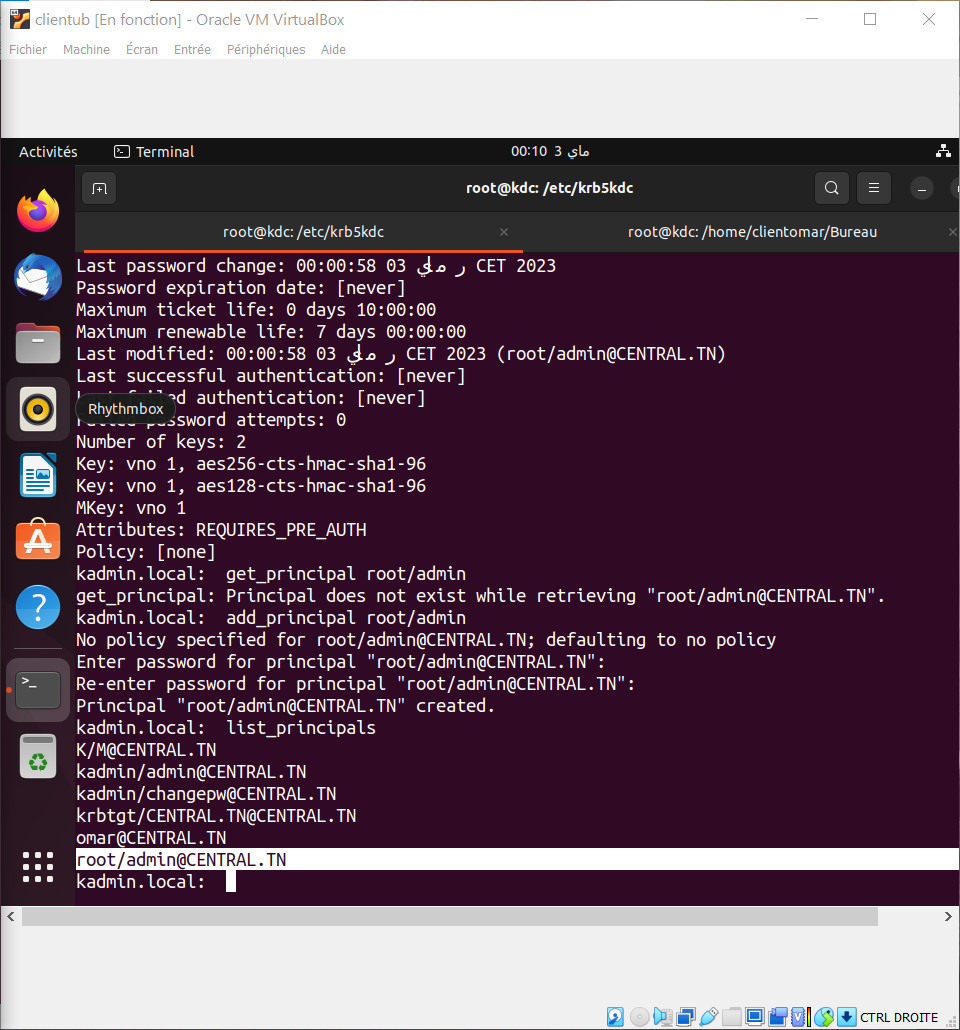 clientub [En fonction] - Oracle VM VirtualBox
Fichier Machine Écran Entrée Périphériques Aide
Activités Terminal 00:10 3 ماي
root@kdc: /etc/krb5kdc
root@kdc: /etc/krb5kdc × root@kdc: /home/clientomar/Bureau ×
Last password change: 00:00:58 03 ر ماي CET 2023
Password expiration date: [never]
Maximum ticket life: 0 days 10:00:00
Maximum renewable life: 7 days 00:00:00
Last modified: 00:00:58 03 ر ماي CET 2023 (root/admin@CENTRAL.TN)
Last successful authentication: [never]
authentication: [never]
Rhythmbox
password attempts: 0
Number of keys: 2
Key: vno 1, aes256-cts-hmac-sha1-96
Key: vno 1, aes128-cts-hmac-sha1-96
MKey: vno 1
Attributes: REQUIRES_PRE_AUTH
Policy: [none]
kadmin.local:  get_principal root/admin
get_principal: Principal does not exist while retrieving "root/admin@CENTRAL.TN".
kadmin.local:  add_principal root/admin
No policy specified for root/admin@CENTRAL.TN; defaulting to no policy
Enter password for principal "root/admin@CENTRAL.TN":
Re-enter password for principal "root/admin@CENTRAL.TN":
Principal "root/admin@CENTRAL.TN" created.
kadmin.local:  list_principals
K/M@CENTRAL.TN
kadmin/admin@CENTRAL.TN
kadmin/changepw@CENTRAL.TN
krbtgt/CENTRAL.TN@CENTRAL.TN
omar@CENTRAL.TN
root/admin@CENTRAL.TN
kadmin.local:
CTRL DROITE